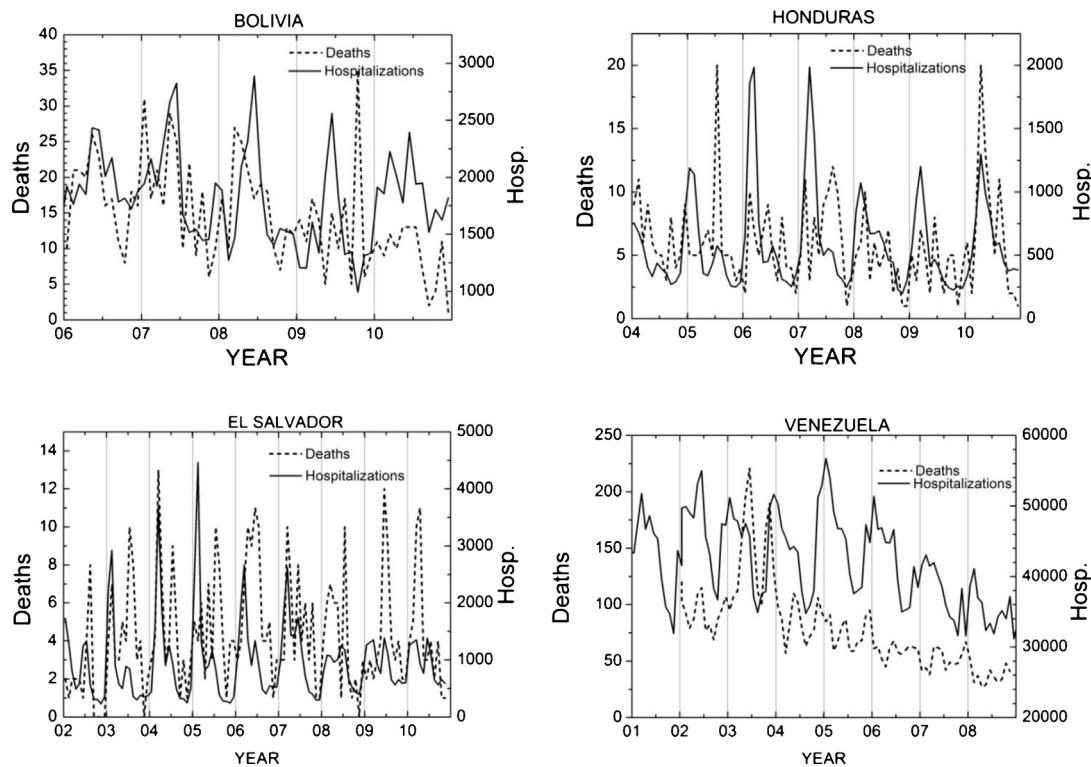 BOLIVIA
Deaths
Hospitalizations
40
35
30
25
20
15
10
5
0
Deaths
3000
2500
2000
1500
1000
Hosp.
06 07 08 09 10
YEAR
HONDURAS
Deaths
Hospitalizations
20
15
10
5
0
Deaths
2000
1500
1000
500
0
Hosp.
04 05 06 07 08 09 10
YEAR
EL SALVADOR
Deaths
Hospitalizations
14
12
10
8
6
4
2
0
Deaths
5000
4000
3000
2000
1000
0
Hosp.
02 03 04 05 06 07 08 09 10
YEAR
VENEZUELA
Deaths
Hospitalizations
250
200
150
100
50
0
Deaths
60000
50000
40000
30000
20000
Hosp.
01 02 03 04 05 06 07 08
YEAR